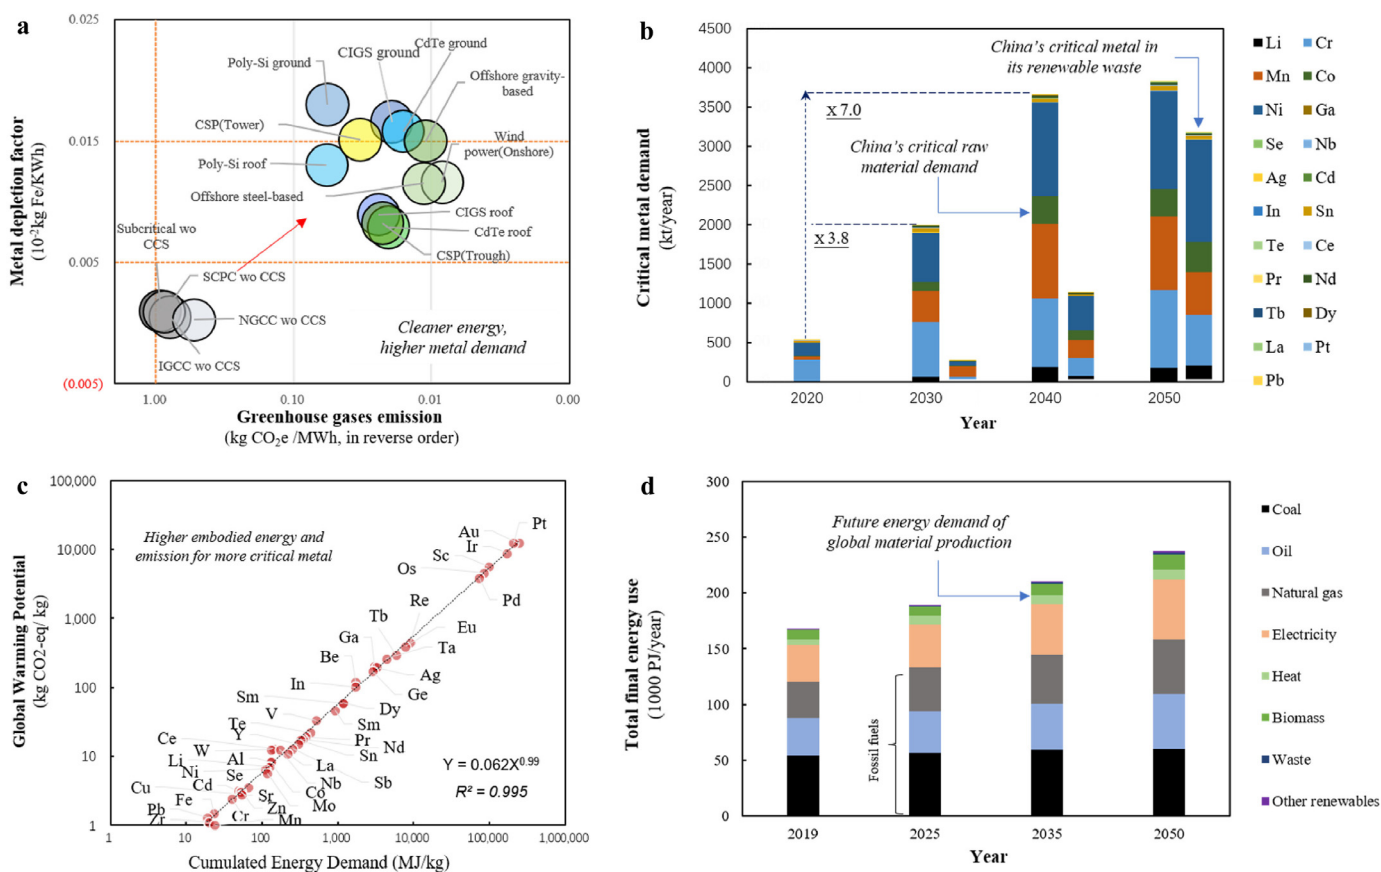 a
Metal depletion factor
(10⁻²kg Fe/KWh)
0.025
0.015
0.005
(0.005)
Poly-Si ground
CIGS ground
CdTe ground
Offshore gravity-
based
CSP(Tower)
Wind
power(Onshore)
Poly-Si roof
Offshore steel-based
CIGS roof
CdTe roof
CSP(Trough)
Subcritical wo
CCS
SCPC wo CCS
NGCC wo CCS
IGCC wo CCS
Cleaner energy,
higher metal demand
1.00
0.10
0.01
0.00
Greenhouse gases emission
(kg CO₂e /MWh, in reverse order)
b
Critical metal demand
(kt/year)
4500
4000
3500
3000
2500
2000
1500
1000
500
0
China's critical metal in
its renewable waste
x 7.0
China's critical raw
material demand
x 3.8
2020
2030
2040
2050
Year
Li
Cr
Mn
Co
Ni
Ga
Se
Nb
Ag
Cd
In
Sn
Te
Ce
Pr
Nd
Tb
Dy
La
Pt
Pb
c
Global Warming Potential
(kg CO2-eq/ kg)
100,000
10,000
1,000
100
10
1
Higher embodied energy and
emission for more critical metal
Pt
Au
Ir
Sc
Os
Pd
Re
Tb
Eu
Ga
Ta
Be
Ag
In
Ge
Sm
Dy
V
Sm
Te
Pr
Nd
Y
Ce
Sn
W
Al
La
Li
Sb
Ni
Se
Nb
Cu
Cd
Co
Fe
Sr
Mo
Pb
Zn
Zr
Cr
Mn
Y = 0.062X⁰·⁹⁹
R² = 0.995
1
10
100
1,000
10,000
100,000
1,000,000
Cumulated Energy Demand (MJ/kg)
d
Total final energy use
(1000 PJ/year)
300
250
200
150
100
50
0
Future energy demand of
global material production
Fossil fuels
2019
2025
2035
2050
Year
Coal
Oil
Natural gas
Electricity
Heat
Biomass
Waste
Other renewables